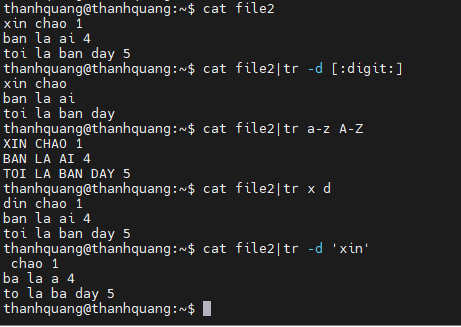 thanhquang@thanhquang:~$ cat file2
xin chao 1
ban la ai 4
toi la ban day 5
thanhquang@thanhquang:~$ cat file2|tr -d [:digit:]
xin chao
ban la ai
toi la ban day
thanhquang@thanhquang:~$ cat file2|tr a-z A-Z
XIN CHAO 1
BAN LA AI 4
TOI LA BAN DAY 5
thanhquang@thanhquang:~$ cat file2|tr x d
din chao 1
ban la ai 4
toi la ban day 5
thanhquang@thanhquang:~$ cat file2|tr -d 'xin'
 chao 1
ba la a 4
to la ba day 5
thanhquang@thanhquang:~$